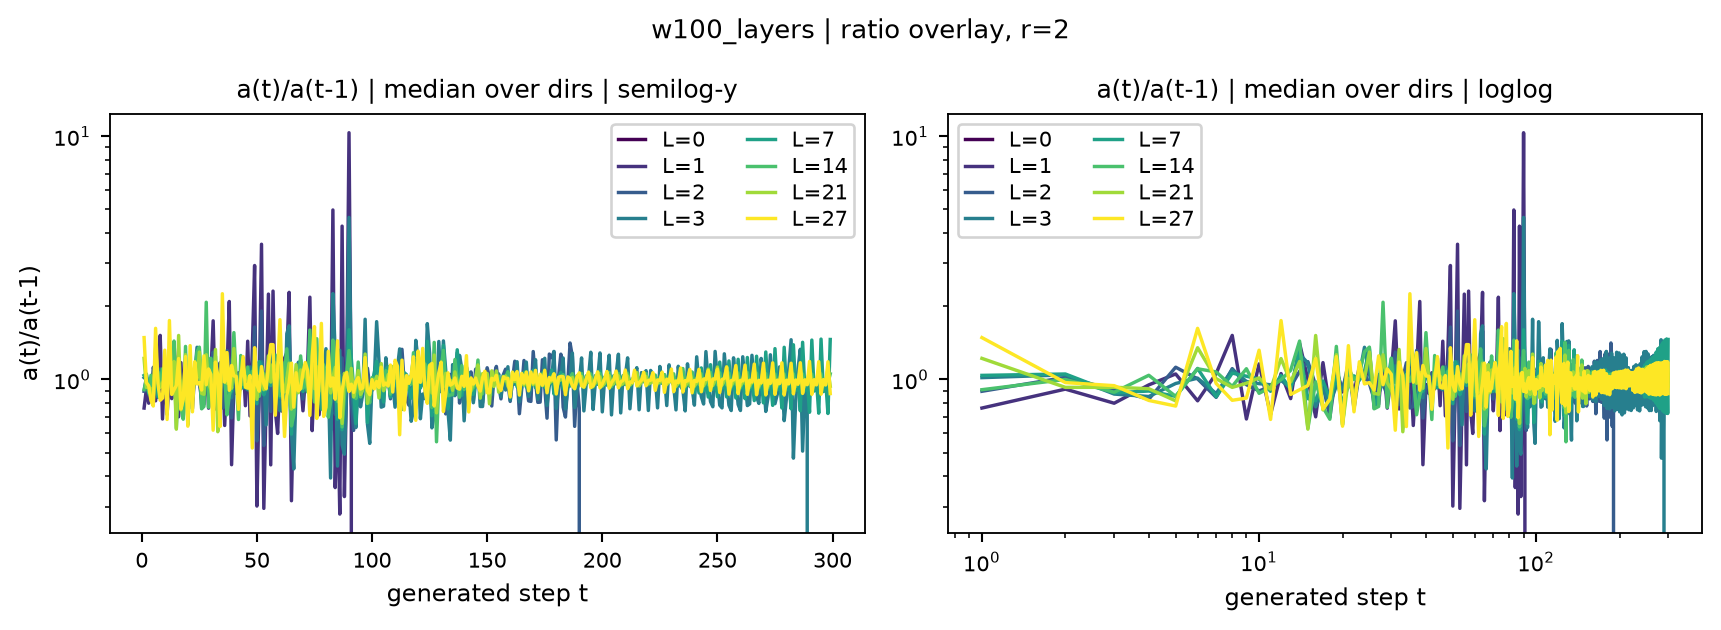 w100_layers | ratio overlay, r=2
a(t)/a(t-1) | median over dirs | semilog-y
a(t)/a(t-1)
10¹
10⁰
L=0
L=1
L=2
L=3
L=7
L=14
L=21
L=27
0
50
100
150
200
250
300
generated step t
a(t)/a(t-1) | median over dirs | loglog
10¹
10⁰
L=0
L=1
L=2
L=3
L=7
L=14
L=21
L=27
10⁰
10¹
10²
generated step t